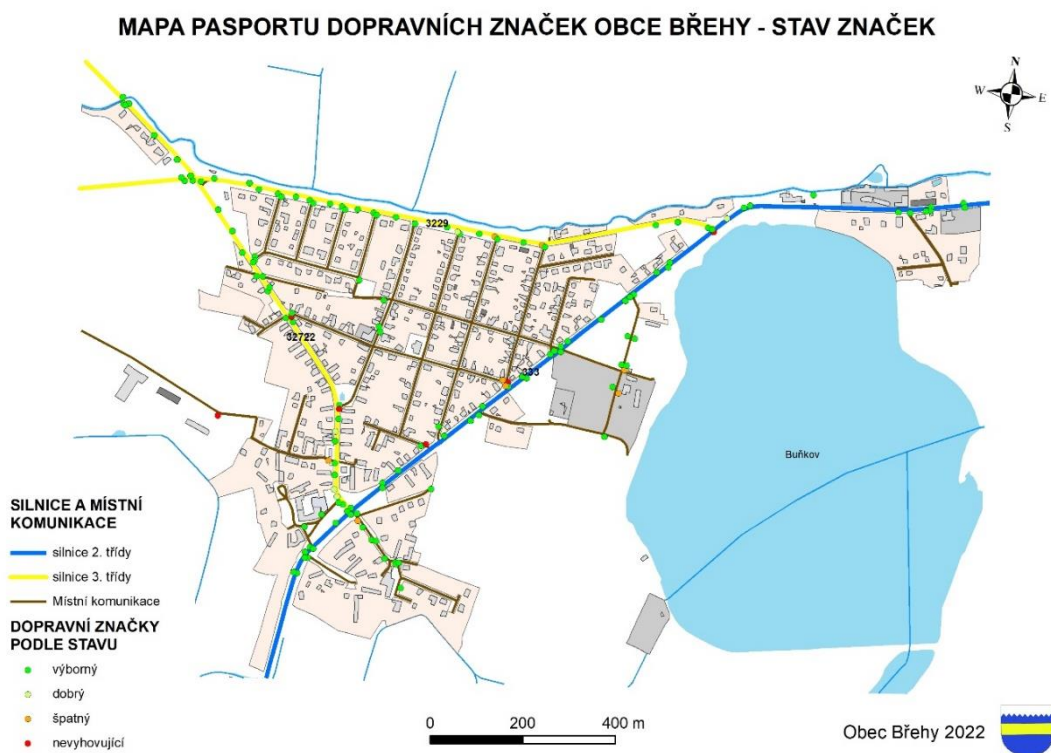 MAPA PASPORTU DOPRAVNÍCH ZNAČEK OBCE BŘEHY - STAV ZNAČEK
N
W E
S
3229
32722
333
Buňkov
SILNICE A MÍSTNÍ
KOMUNIKACE
silnice 2. třídy
silnice 3. třídy
Místní komunikace
DOPRAVNÍ ZNAČKY
PODLE STAVU
výborný
dobrý
špatný
nevyhovující
0 200 400 m
Obec Břehy 2022